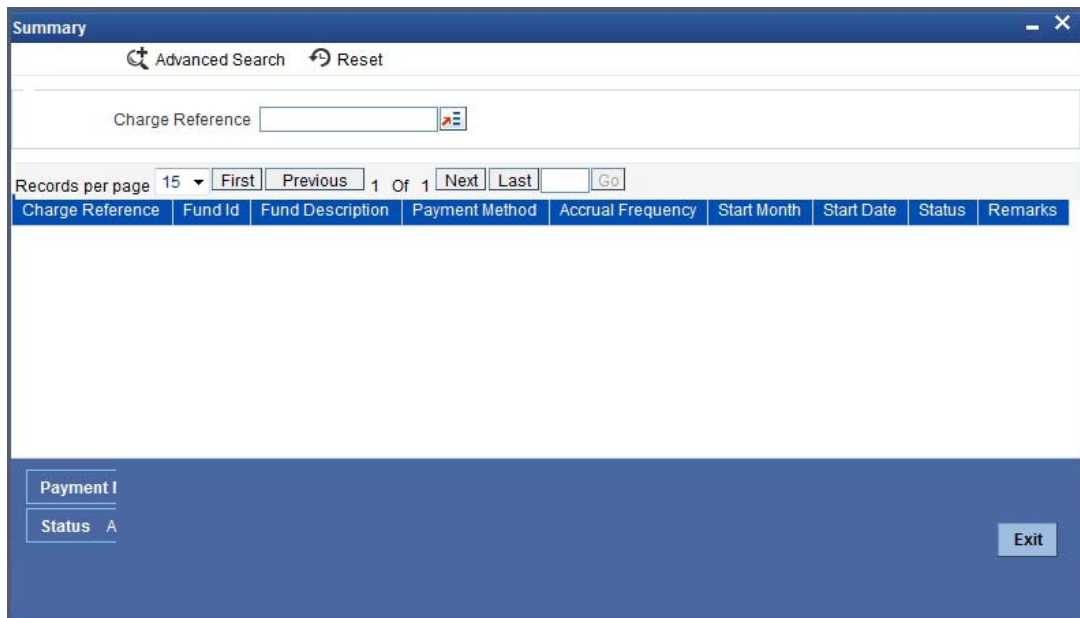 Summary
Advanced Search Reset
Charge Reference
Records per page 15 First Previous 1 Of 1 Next Last Go
Charge Reference Fund Id Fund Description Payment Method Accrual Frequency Start Month Start Date Status Remarks
Payment
Status A
Exit